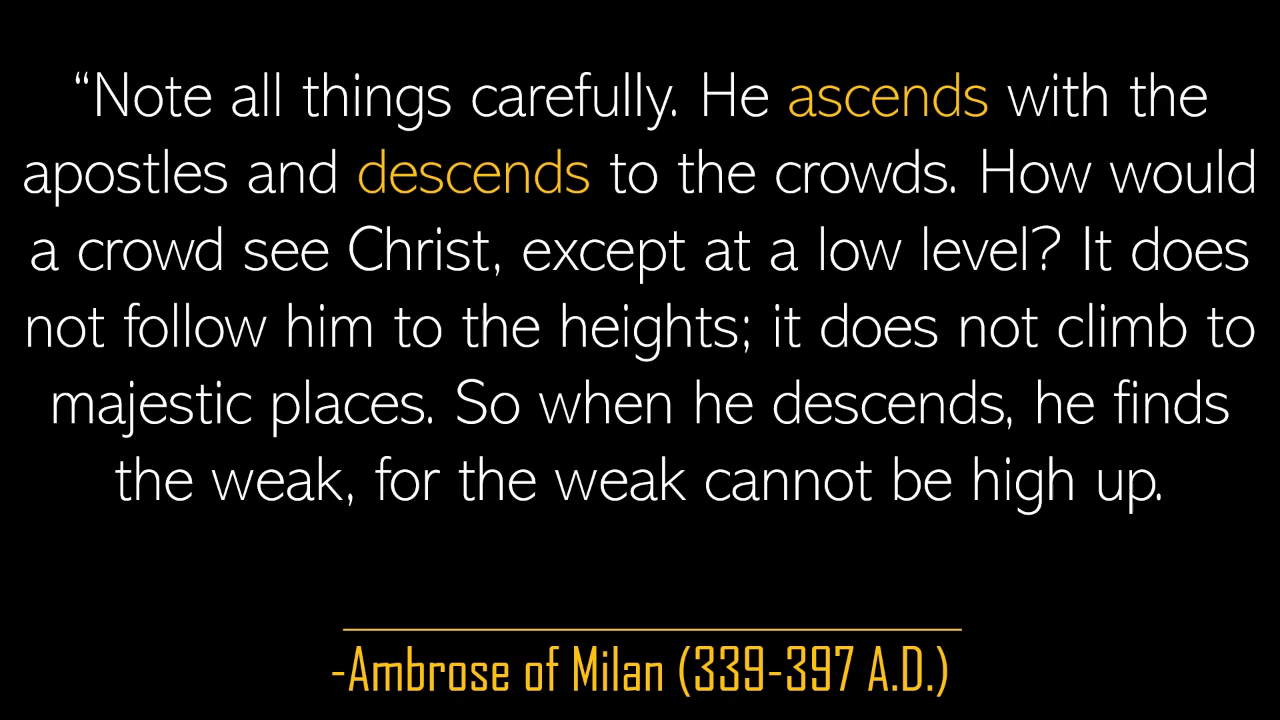 “Note all things carefully. He ascends with the
apostles and descends to the crowds. How would
a crowd see Christ, except at a low level? It does
not follow him to the heights; it does not climb to
majestic places. So when he descends, he finds
the weak, for the weak cannot be high up.
-Ambrose of Milan (339-397 A.D.)